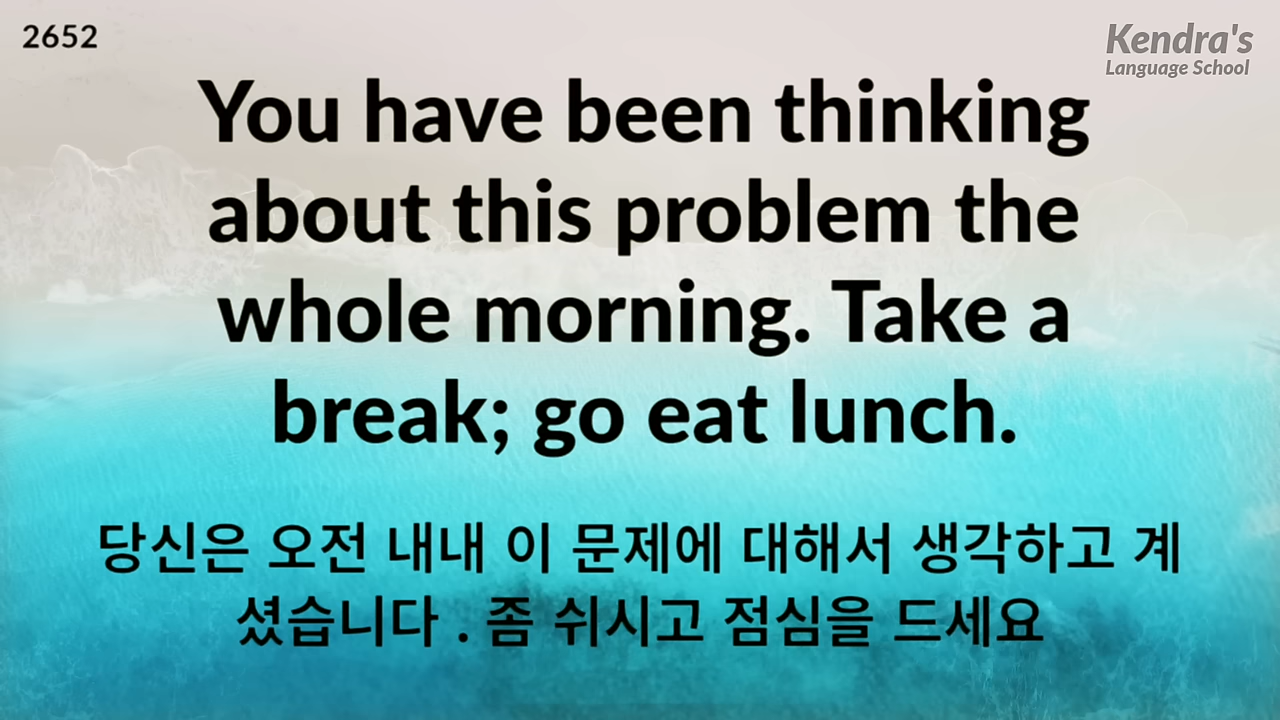 2652
Kendra's
Language School
You have been thinking
about this problem the
whole morning. Take a
break; go eat lunch.
당신은 오전 내내 이 문제에 대해서 생각하고 계
셨습니다 . 좀 쉬시고 점심을 드세요